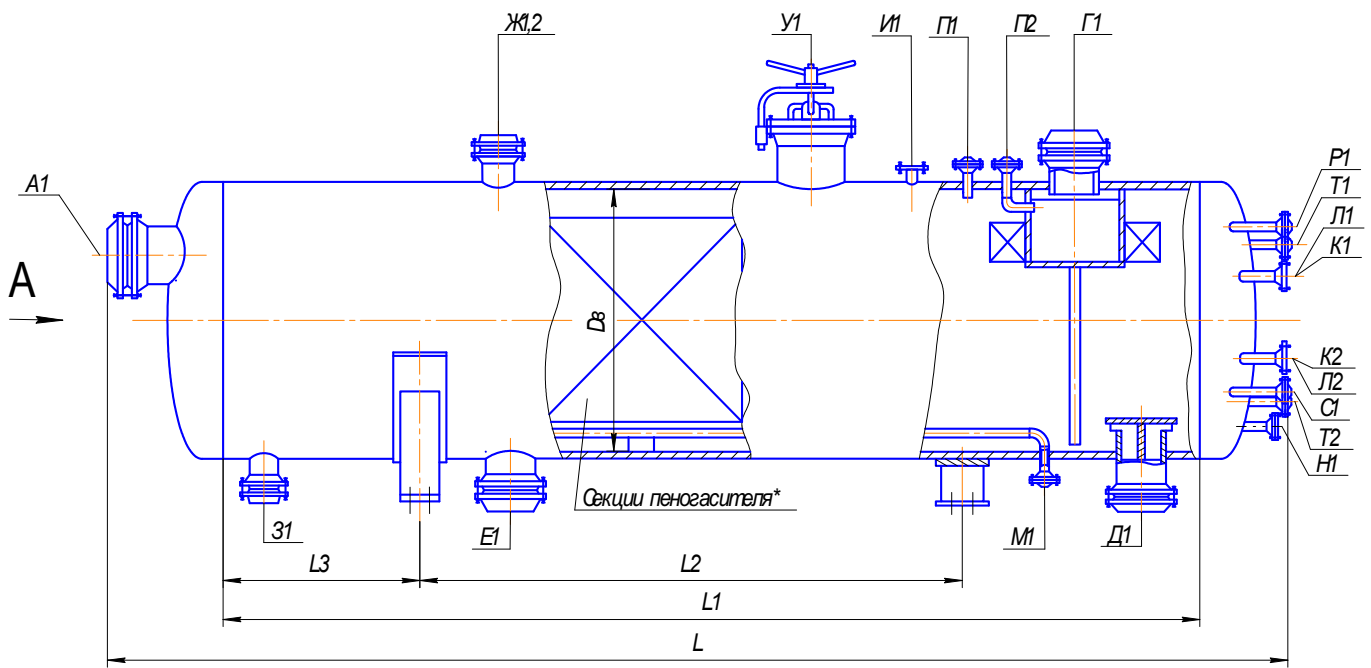 Ж1,2
У1
И1
П1
П2
Г1
А1
Р1
Т1
Л1
К1
А
Dв
К2
Л2
С1
Т2
Н1
Секции пеногасителя*
З1
Е1
М1
Д1
L3
L2
L1
L